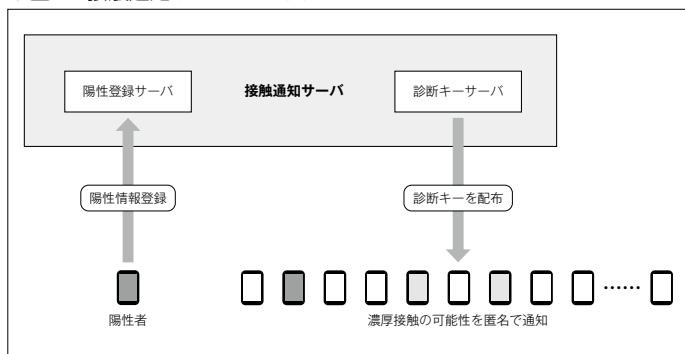 陽性登録サーバ
接触通知サーバ
診断キーサーバ
陽性情報登録
診断キーを配布
……
陽性者
濃厚接触の可能性を匿名で通知